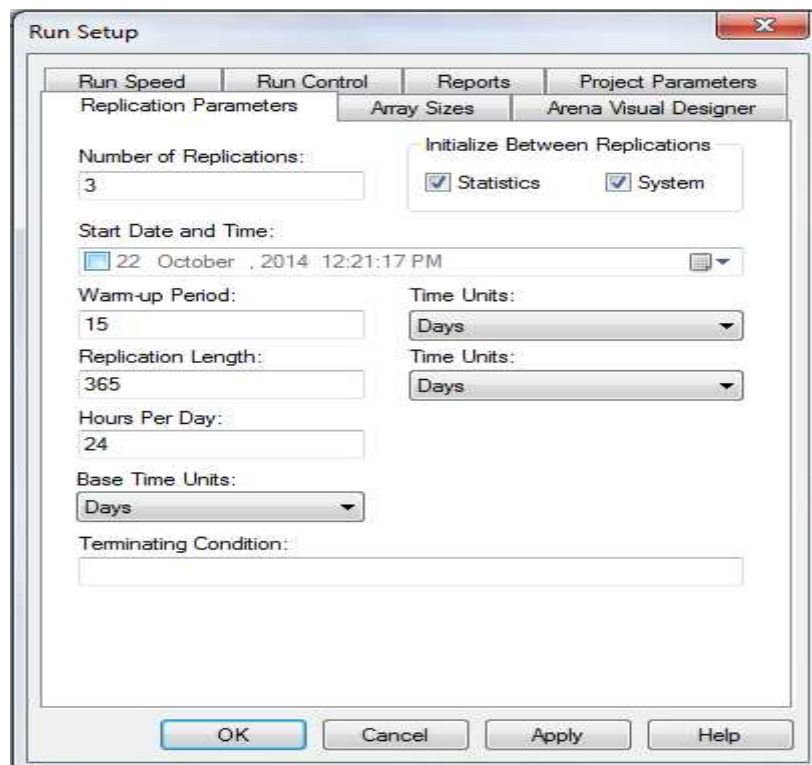 Run Setup
Run Speed Run Control Reports Project Parameters
Replication Parameters Array Sizes Arena Visual Designer
Number of Replications:
3
Initialize Between Replications
Statistics System
Start Date and Time:
22 October , 2014 12:21:17 PM
Warm-up Period: Time Units:
15 Days
Replication Length: Time Units:
365 Days
Hours Per Day:
24
Base Time Units:
Days
Terminating Condition:
OK Cancel Apply Help